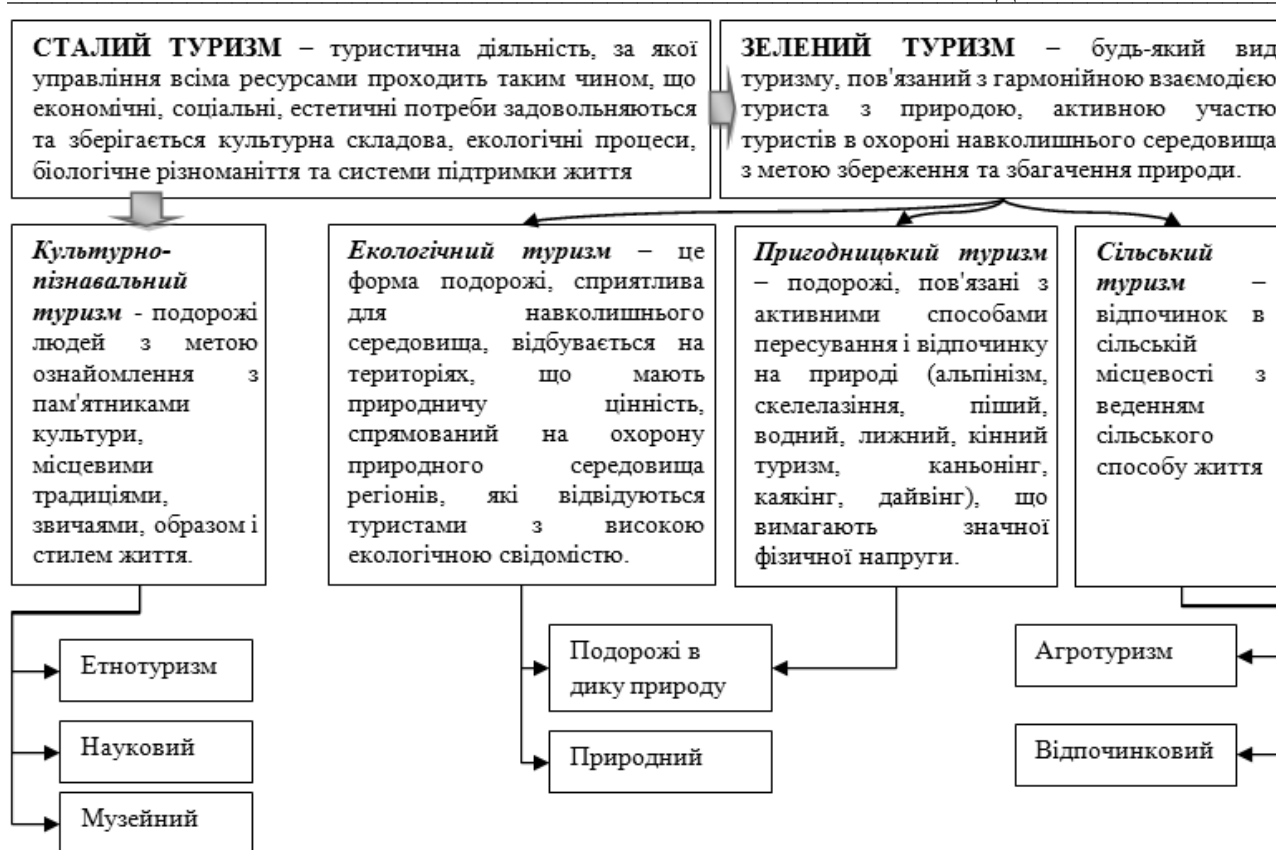 СТАЛИЙ ТУРИЗМ – туристична діяльність, за якої
управління всіма ресурсами проходить таким чином, що
економічні, соціальні, естетичні потреби задовольняються
та зберігається культурна складова, екологічні процеси,
біологічне різноманіття та системи підтримки життя
ЗЕЛЕНИЙ ТУРИЗМ – будь-який вид
туризму, пов'язаний з гармонійною взаємодією
туриста з природою, активною участю
туристів в охороні навколишнього середовища
з метою збереження та збагачення природи.
Культурно-
пізнавальний
туризм - подорожі
людей з метою
ознайомлення з
пам'ятниками
культури,
місцевими
традиціями,
звичаями, образом і
стилем життя.
Екологічний туризм – це
форма подорожі, сприятлива
для навколишнього
середовища, відбувається на
територіях, що мають
природничу цінність,
спрямований на охорону
природного середовища
регіонів, які відвідуються
туристами з високою
екологічною свідомістю.
Пригодницький туризм
– подорожі, пов'язані з
активними способами
пересування і відпочинку
на природі (альпінізм,
скелелазіння, піший,
водний, лижний, кінний
туризм, каньонінг,
каякінг, дайвінг), що
вимагають значної
фізичної напруги.
Сільський
туризм –
відпочинок в
сільській
місцевості з
веденням
сільського
способу життя
Етнотуризм
Науковий
Музейний
Подорожі в
дику природу
Природний
Агротуризм
Відпочинковий